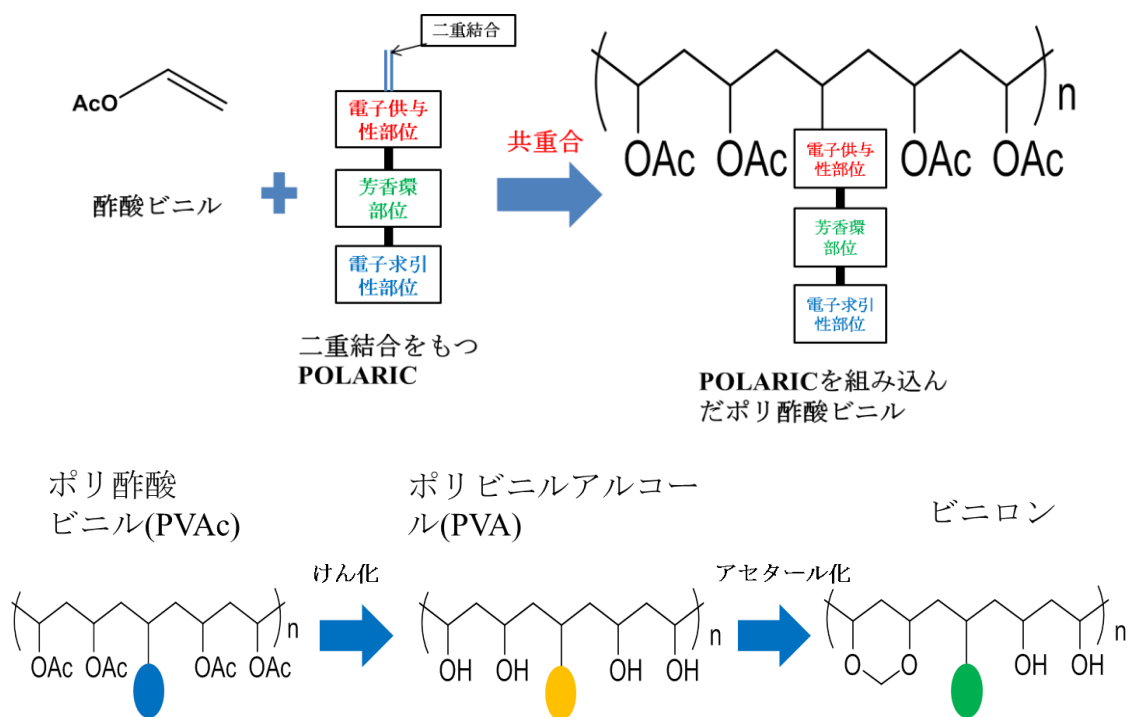 二重結合
AcO
酢酸ビニル
電子供与
性部位
芳香環
部位
電子求引
性部位
二重結合をもつ
POLARIC
共重合
n
OAc OAc OAc OAc
電子供与
性部位
芳香環
部位
電子求引
性部位
POLARICを組み込ん
だポリ酢酸ビニル
ポリ酢酸
ビニル(PVAc)
n
OAc OAc OAc OAc
けん化
ポリビニルアルコー
ル(PVA)
n
OH OH OH OH
アセタール化
ビニロン
n
O O OH OH